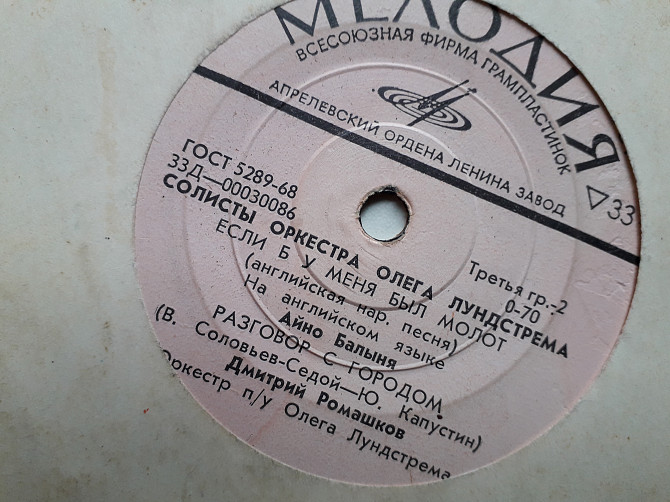 МЕЛОДИЯ
ВСЕСОЮЗНАЯ ФИРМА ГРАМПЛАСТИНОК
АПРЕЛЕВСКИЙ ОРДЕНА ЛЕНИНА ЗАВОД
33
ГОСТ 5289-68
33Д—00030086
Третья гр.-2
0-70
СОЛИСТЫ ОРКЕСТРА ОЛЕГА ЛУНДСТРЕМА
ЕСЛИ Б У МЕНЯ БЫЛ МОЛОТ
(английская нар. песня)
На английском языке
Айно Балыня
РАЗГОВОР С ГОРОДОМ
(В. Соловьев-Седой—Ю. Капустин)
Дмитрий Ромашков
Оркестр п/у Олега Лундстрема